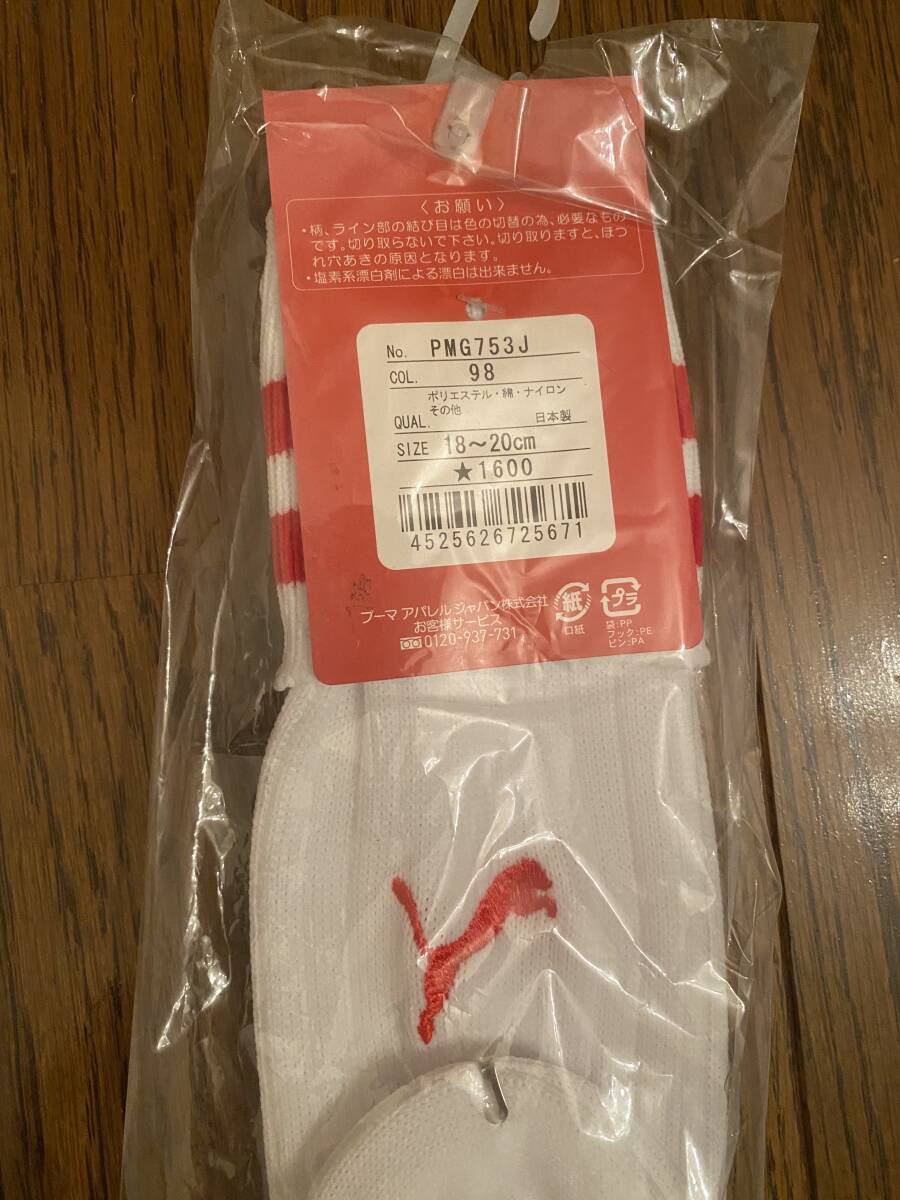 〈お願い〉
・柄、ライン部の結び目は色の切替の為、必要なもの
です。切り取らないで下さい。切り取りますと、ほつ
れ穴あきの原因となります。
・塩素系漂白剤による漂白は出来ません。
No. PMG753J
COL. 98
ポリエステル・綿・ナイロン
その他
QUAL. 日本製
SIZE 18～20cm
★1600
4525626725671
プーマ アパレル ジャパン株式会社
お客様サービス
0120-937-731
紙
口紙
プラ
袋:PP
フック:PE
ピン:PA